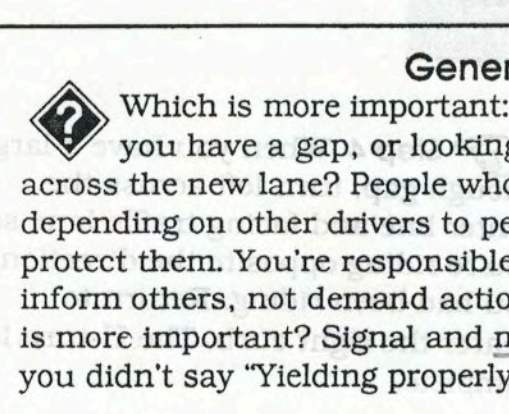 Gener
Which is more important:
you have a gap, or looking
across the new lane? People who
depending on other drivers to pe
protect them. You're responsible
inform others, not demand actio
is more important? Signal and n
you didn't say "Yielding properly